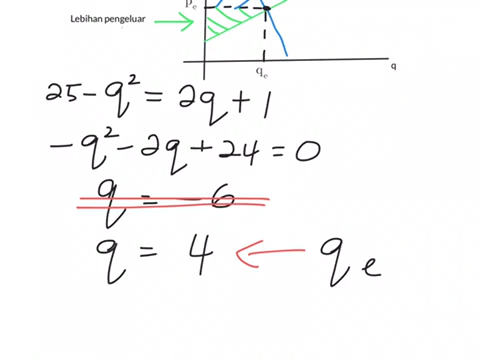 Pe
Lebihan pengeluar
qe
q
25 - q² = 2q + 1
-q² - 2q + 24 = 0
q = -6
q = 4 ← qe